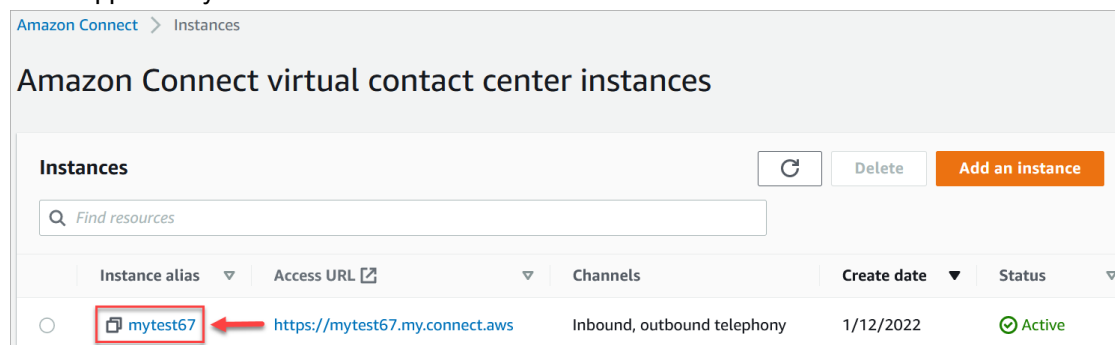 Amazon Connect > Instances
Amazon Connect virtual contact center instances
Instances
Delete
Add an instance
Find resources
Instance alias Access URL Channels Create date Status
mytest67 https://mytest67.my.connect.aws Inbound, outbound telephony 1/12/2022 Active